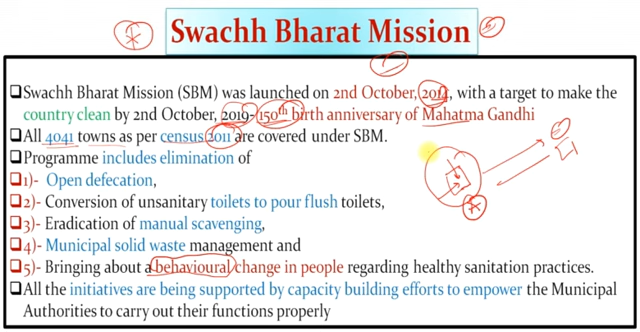 Swachh Bharat Mission
❑Swachh Bharat Mission (SBM) was launched on 2nd October, 2014, with a target to make the
country clean by 2nd October, 2019- 150th birth anniversary of Mahatma Gandhi
❑All 4041 towns as per census 2011 are covered under SBM.
❑Programme includes elimination of
❑1)- Open defecation,
❑2)- Conversion of unsanitary toilets to pour flush toilets,
❑3)- Eradication of manual scavenging,
❑4)- Municipal solid waste management and
❑5)- Bringing about a behavioural change in people regarding healthy sanitation practices.
❑All the initiatives are being supported by capacity building efforts to empower the Municipal
Authorities to carry out their functions properly